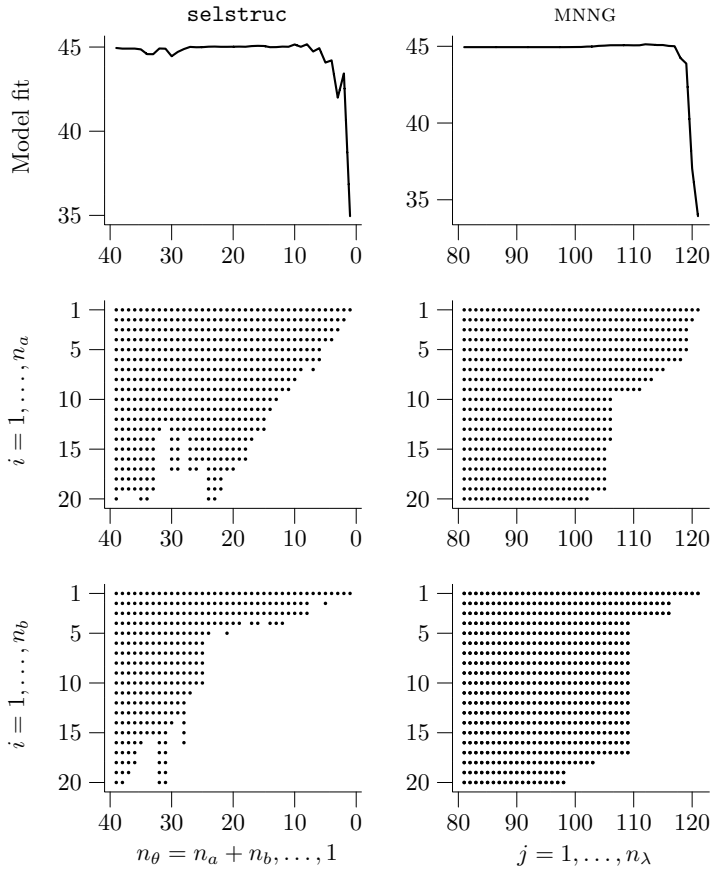 selstruc
MNNG
Model fit
45
40
35
40 30 20 10 0
45
40
35
80 90 100 110 120
i = 1, . . . , n_a
1
5
10
15
20
40 30 20 10 0
1
5
10
15
20
80 90 100 110 120
i = 1, . . . , n_b
1
5
10
15
20
40 30 20 10 0
n_θ = n_a + n_b, . . . , 1
1
5
10
15
20
80 90 100 110 120
j = 1, . . . , n_λ